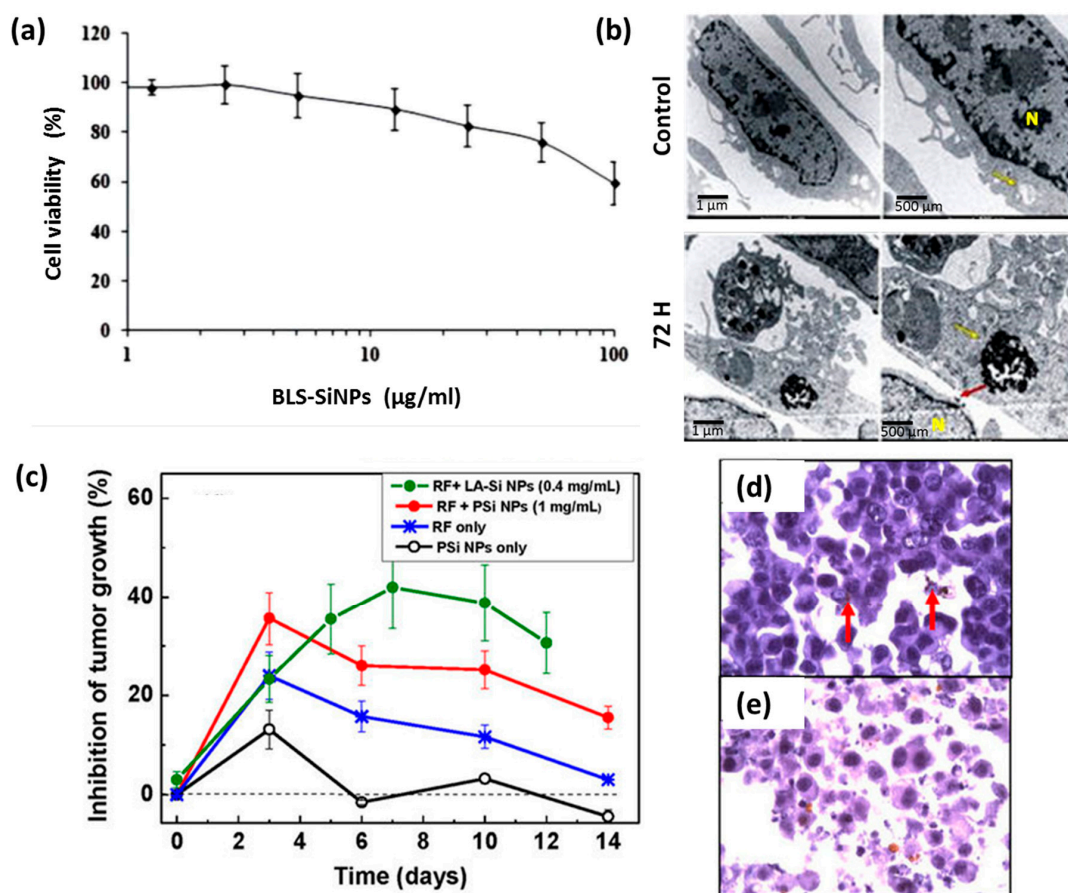 (a)
120
100
80
60
40
20
0
Cell viability (%)
1 10 100
BLS-SiNPs (µg/ml)
(b)
Control
N
1 µm
500 µm
72 H
N
1 µm
500 µm
(c)
60
40
20
0
Inhibition of tumor growth (%)
RF+ LA-Si NPs (0.4 mg/mL)
RF + PSi NPs (1 mg/mL)
RF only
PSi NPs only
0 2 4 6 8 10 12 14
Time (days)
(d)
(e)